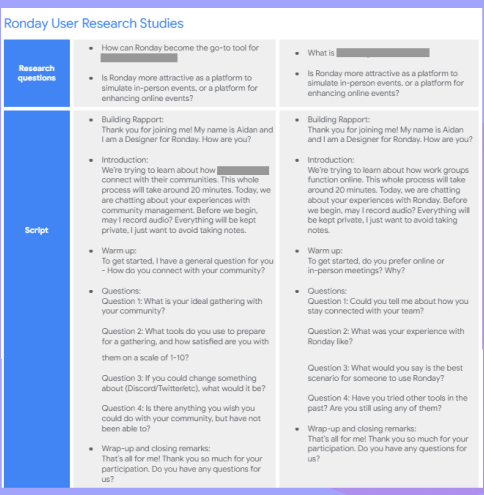 Ronday User Research Studies
Research
questions
• How can Ronday become the go-to tool for
• Is Ronday more attractive as a platform to
simulate in-person events, or a platform for
enhancing online events?
• What is
• Is Ronday more attractive as a platform to
simulate in-person events, or a platform for
enhancing online events?
Script
• Building Rapport:
Thank you for joining me! My name is Aidan and
I am a Designer for Ronday. How are you?
• Introduction:
We're trying to learn about how
connect with their communities. This whole
process will take around 20 minutes. Today, we
are chatting about your experiences with
community management. Before we begin,
may I record audio? Everything will be kept
private, I just want to avoid taking notes.
• Warm up:
To get started, I have a general question for you
- How do you connect with your community?
• Questions:
Question 1: What is your ideal gathering with
your community?
Question 2: What tools do you use to prepare
for a gathering, and how satisfied are you with
them on a scale of 1-10?
Question 3: If you could change something
about (Discord/Twitter/etc), what would it be?
Question 4: Is there anything you wish you
could do with your community, but have not
been able to?
• Wrap-up and closing remarks:
That's all for me! Thank you so much for your
participation. Do you have any questions for
us?
• Building Rapport:
Thank you for joining me! My name is Aidan
and I am a Designer for Ronday. How are you?
• Introduction:
We're trying to learn about how work groups
function online. This whole process will take
around 20 minutes. Today, we are chatting
about your experiences with Ronday. Before
we begin, may I record audio? Everything will
be kept private, I just want to avoid taking
notes.
• Warm up:
To get started, do you prefer online or
in-person meetings? Why?
• Questions:
Question 1: Could you tell me about how you
stay connected with your team?
Question 2: What was your experience with
Ronday like?
Question 3: What would you say is the best
scenario for someone to use Ronday?
Question 4: Have you tried other tools in the
past? Are you still using any of them?
• Wrap-up and closing remarks:
That's all for me! Thank you so much for your
participation. Do you have any questions for
us?